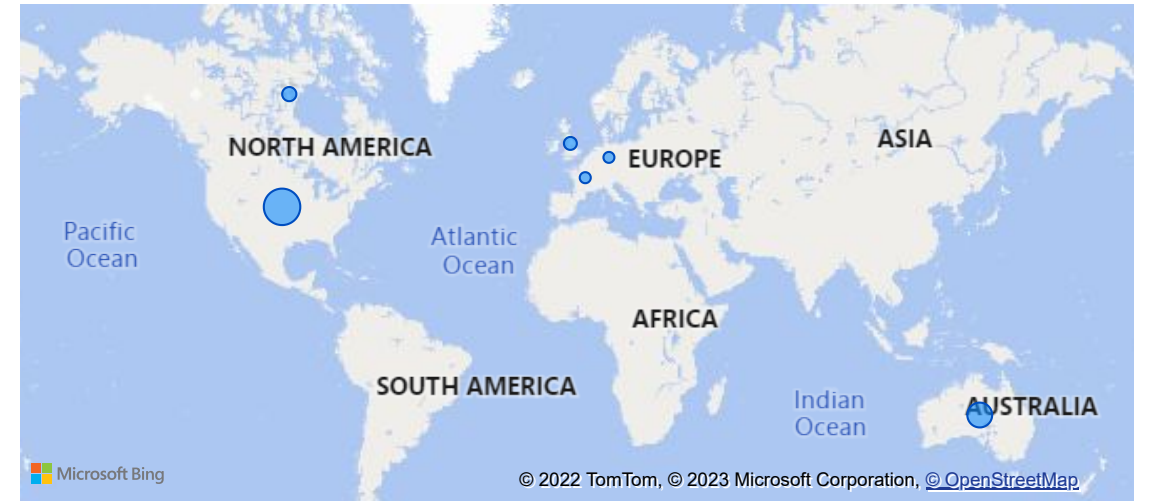 ASIA
NORTH AMERICA
EUROPE
Pacific
Ocean
Atlantic
Ocean
AFRICA
SOUTH AMERICA
Indian
Ocean
AUSTRALIA
Microsoft Bing
© 2022 TomTom, © 2023 Microsoft Corporation, © OpenStreetMap